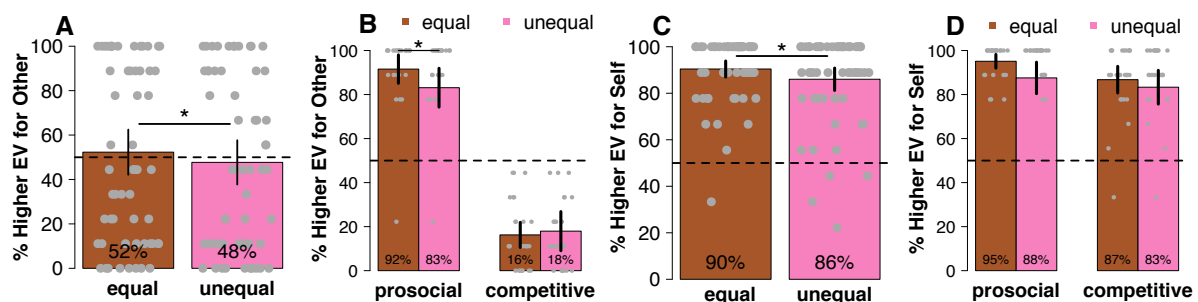 A
% Higher EV for Other
100
80
60
40
20
0
*
52%
48%
equal
unequal
B
equal
unequal
% Higher EV for Other
100
80
60
40
20
0
*
92%
83%
16%
18%
prosocial
competitive
C
% Higher EV for Self
100
80
60
40
20
0
*
90%
86%
equal
unequal
D
equal
unequal
% Higher EV for Self
100
80
60
40
20
0
95%
88%
87%
83%
prosocial
competitive